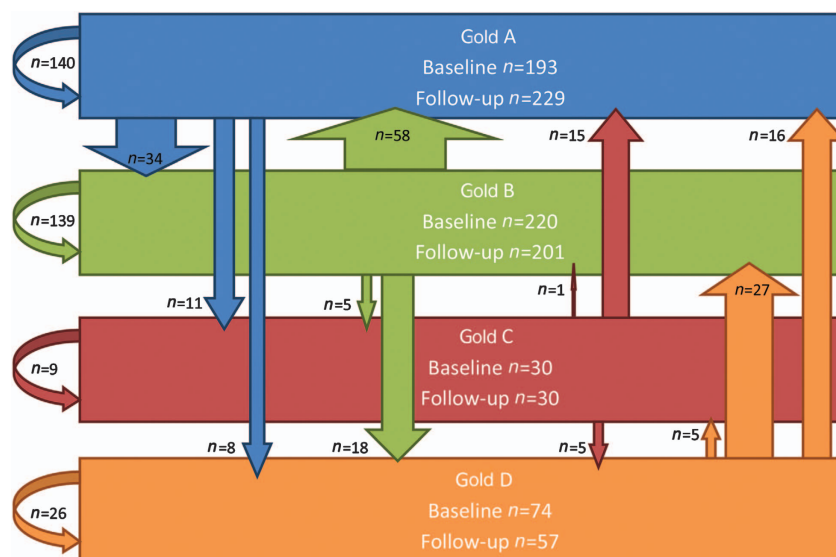 Gold A
n=140
Baseline n=193
Follow-up n=229
n=34
n=58
n=15
n=16
Gold B
n=139
Baseline n=220
Follow-up n=201
n=11
n=5
n=1
n=27
Gold C
n=9
Baseline n=30
Follow-up n=30
n=8
n=18
n=5
n=5
Gold D
n=26
Baseline n=74
Follow-up n=57